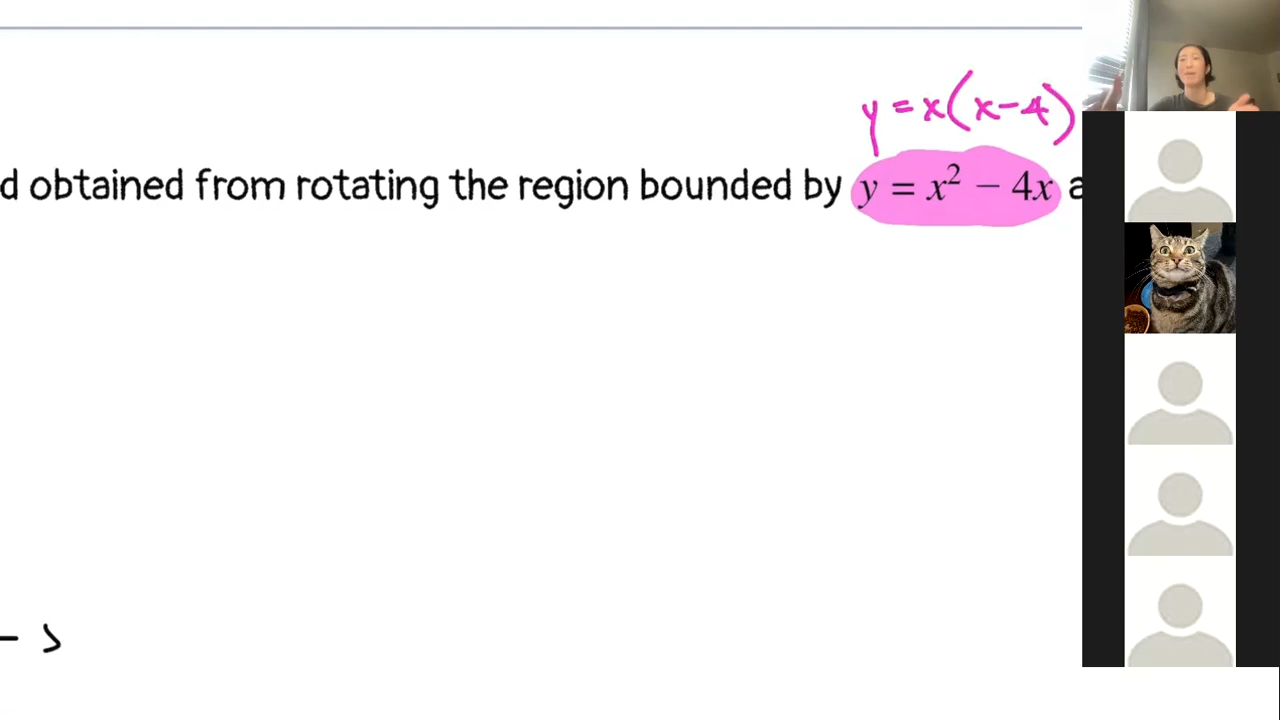 y = x(x-4)
d obtained from rotating the region bounded by y = x² − 4x a